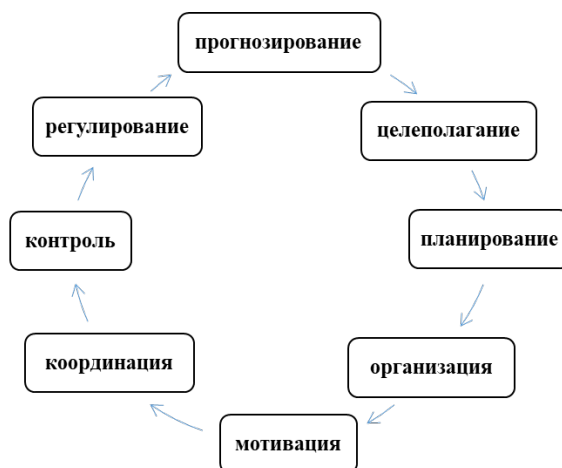 прогнозирование
целеполагание
планирование
организация
мотивация
координация
контроль
регулирование